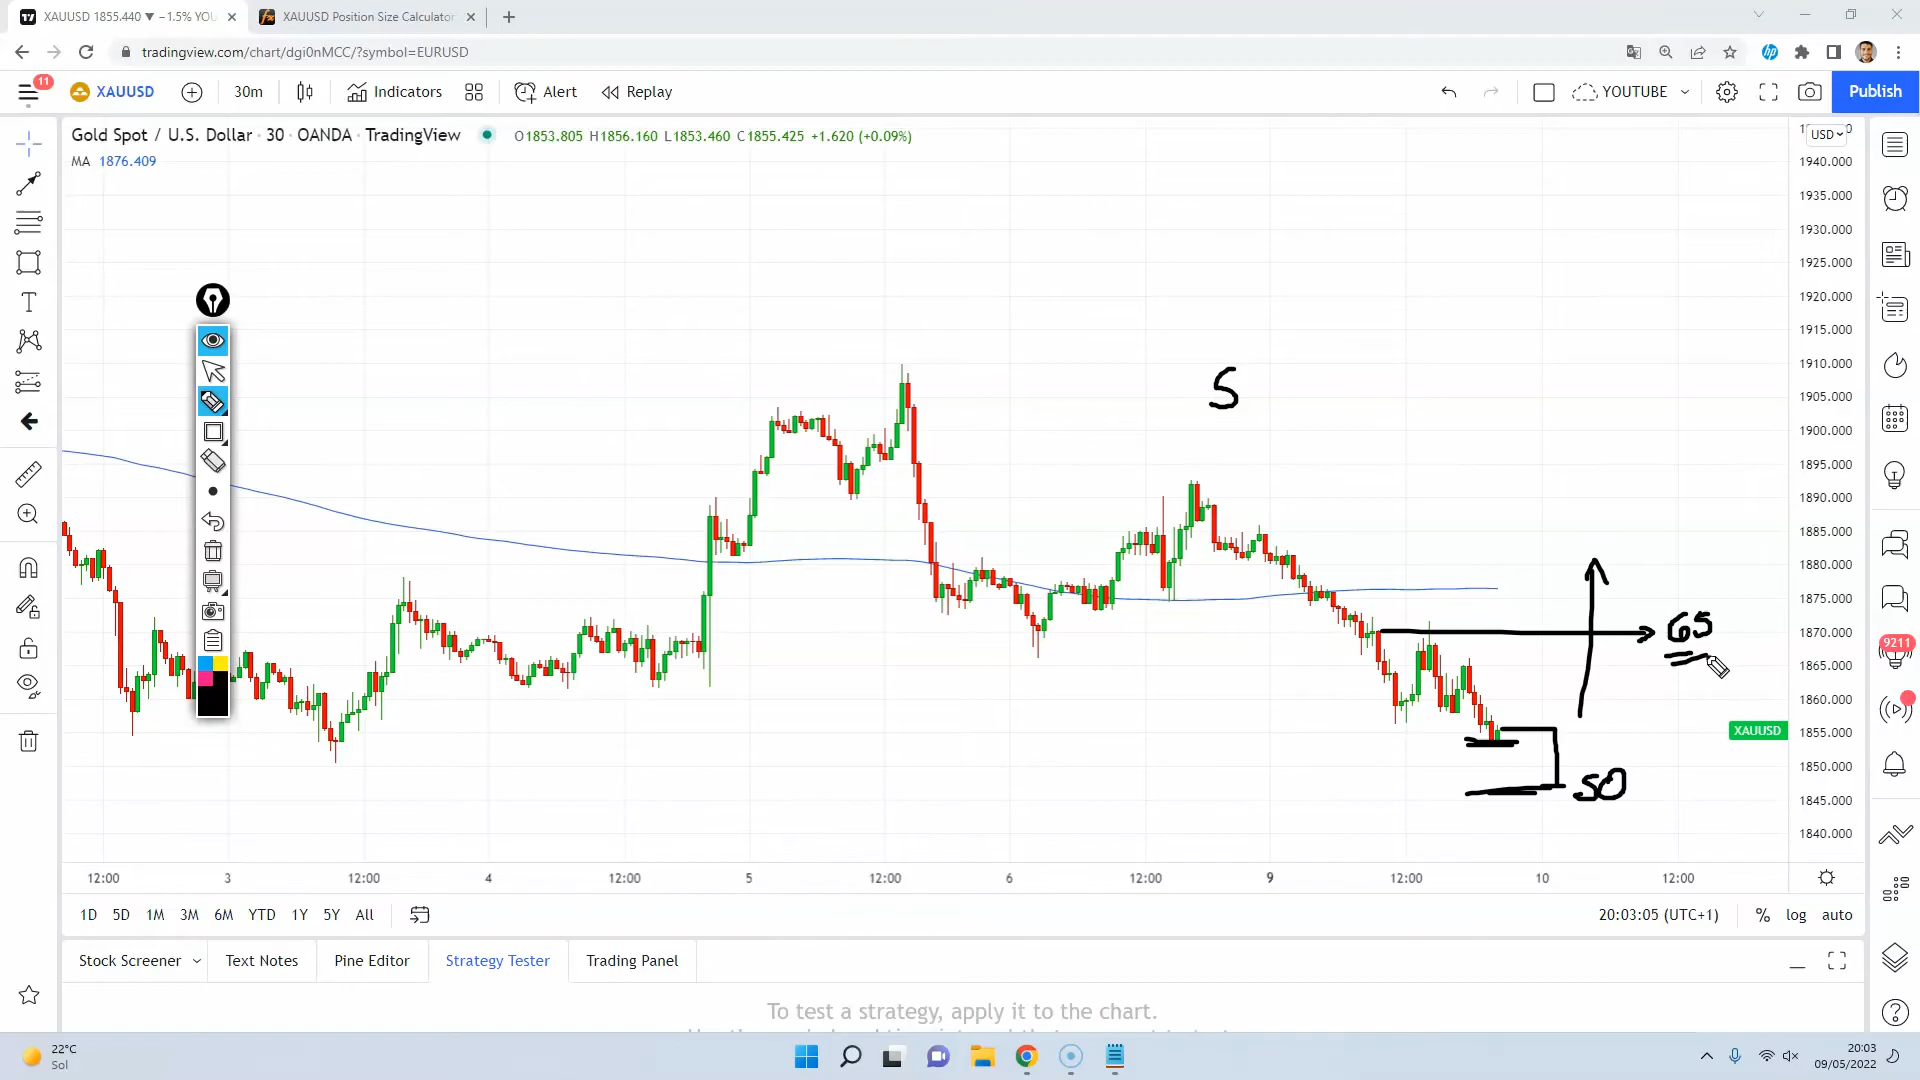 XAUUSD 1855.440 ▼ −1.5% YOU
XAUUSD Position Size Calculator
tradingview.com/chart/dgi0nMCC/?symbol=EURUSD
11
XAUUSD
30m
Indicators
Alert
Replay
YOUTUBE
Publish
Gold Spot / U.S. Dollar · 30 · OANDA · TradingView
O1853.805 H1856.160 L1853.460 C1855.425 +1.620 (+0.09%)
MA 1876.409
USD
1940.000
1935.000
1930.000
1925.000
1920.000
1915.000
1910.000
1905.000
1900.000
1895.000
1890.000
1885.000
1880.000
1875.000
1870.000
1865.000
1860.000
1855.000
1850.000
1845.000
1840.000
S
65
50
XAUUSD
9211
12:00 3 12:00 4 12:00 5 12:00 6 12:00 9 12:00 10 12:00
1D 5D 1M 3M 6M YTD 1Y 5Y All
20:03:05 (UTC+1) % log auto
Stock Screener
Text Notes
Pine Editor
Strategy Tester
Trading Panel
To test a strategy, apply it to the chart.
22°C
Sol
20:03
09/05/2022